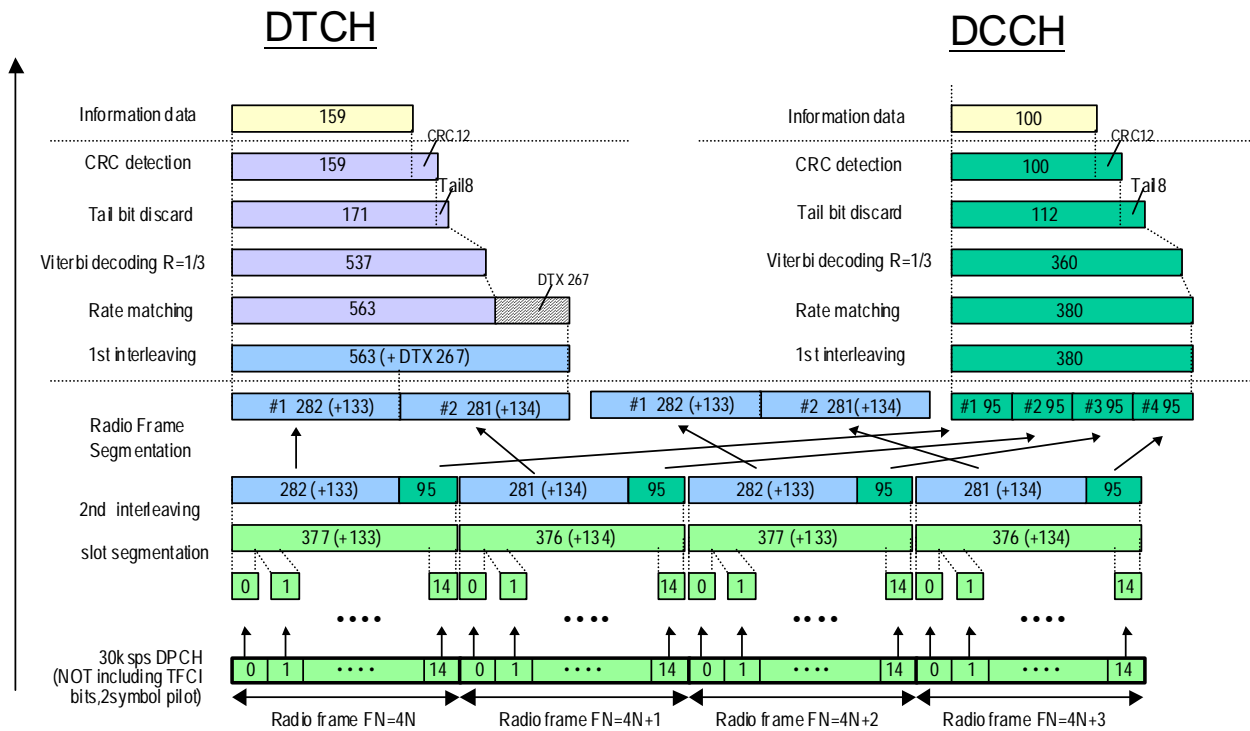 DTCH DCCH
Information data 159 Information data 100
CRC12 CRC12
CRC detection 159 CRC detection 100
Tail8 Tail8
Tail bit discard 171 Tail bit discard 112
Viterbi decoding R=1/3 537 Viterbi decoding R=1/3 360
DTX 267
Rate matching 563 Rate matching 380
1st interleaving 563 (+ DTX 267) 1st interleaving 380
#1 282 (+133) #2 281 (+134) #1 282 (+133) #2 281(+134) #1 95 #2 95 #3 95 #4 95
Radio Frame
Segmentation
282 (+133) 95 281 (+134) 95 282 (+133) 95 281 (+134) 95
2nd interleaving
377 (+133) 376 (+134) 377 (+133) 376 (+134)
slot segmentation
0 1 14 0 1 14 0 1 14 0 1 14
•••• •••• •••• ••••
30k sps DPCH
(NOT including TFCI
bits,2symbol pilot)
0 1 •••• 14 0 1 •••• 14 0 1 •••• 14 0 1 •••• 14
Radio frame FN=4N Radio frame FN=4N+1 Radio frame FN=4N+2 Radio frame FN=4N+3